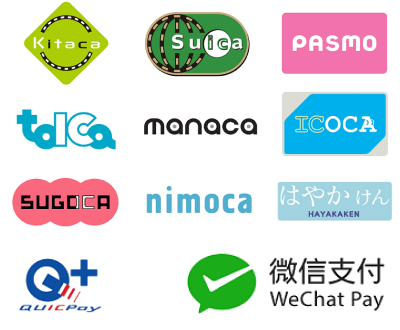 Kitaca
Suica
PASMO
toICa
manaca
ICOCA
SUGOCA
nimoca
はやかけん
HAYAKAKEN
Q+
QUICPay
微信支付
WeChat Pay